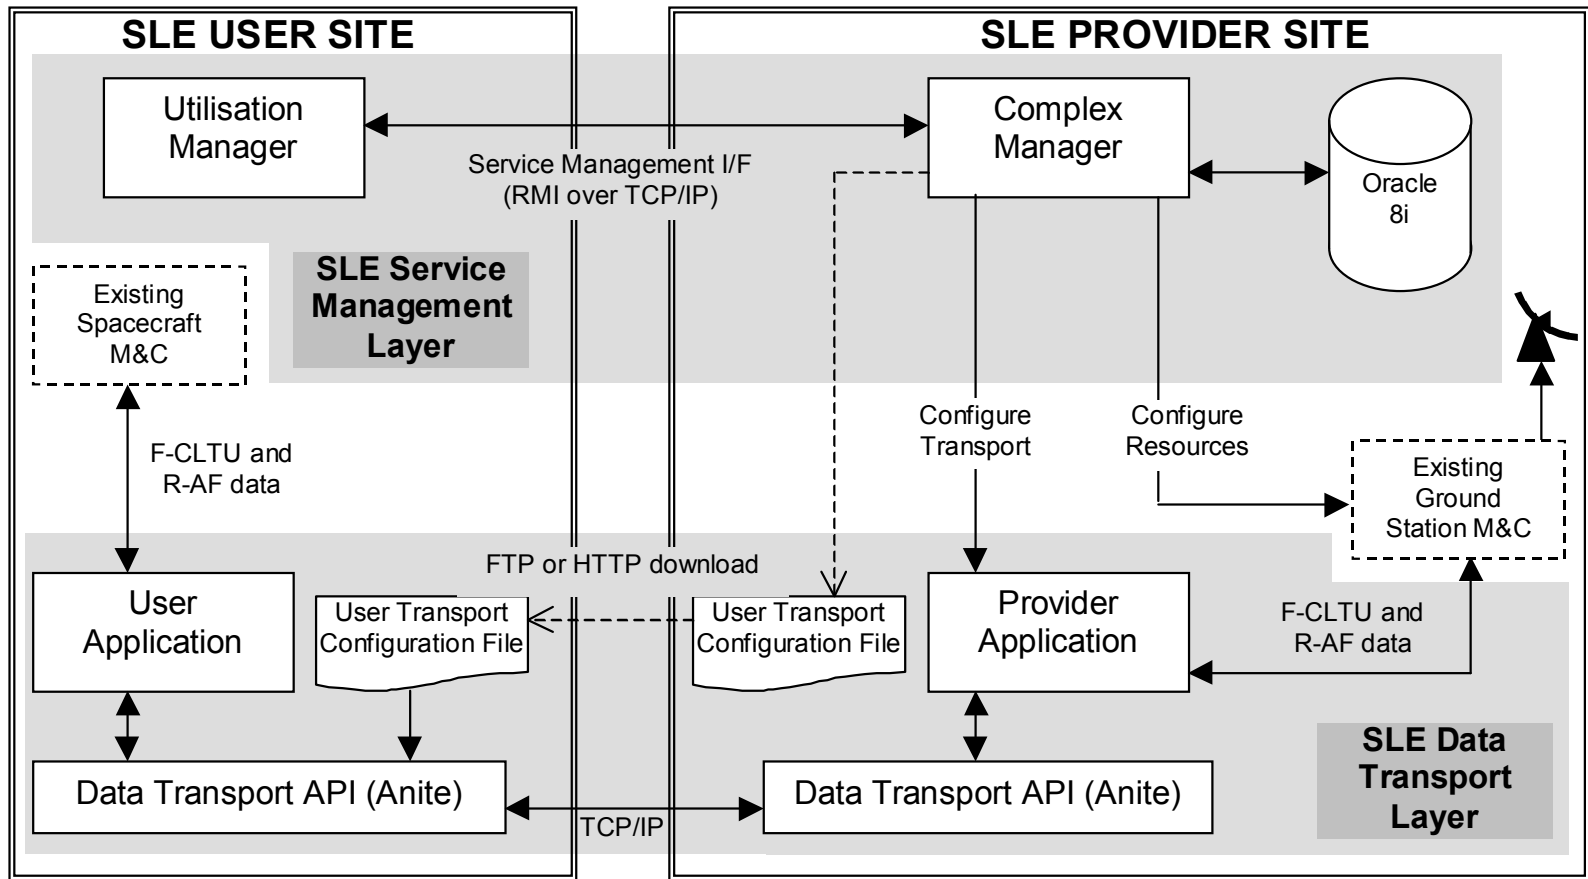 SLE USER SITE
SLE PROVIDER SITE
Utilisation
Manager
Service Management I/F
(RMI over TCP/IP)
Complex
Manager
Oracle
8i
SLE Service
Management
Layer
Existing
Spacecraft
M&C
F-CLTU and
R-AF data
Configure
Transport
Configure
Resources
Existing
Ground
Station M&C
FTP or HTTP download
User
Application
User Transport
Configuration File
User Transport
Configuration File
Provider
Application
F-CLTU and
R-AF data
Data Transport API (Anite)
TCP/IP
Data Transport API (Anite)
SLE Data
Transport
Layer